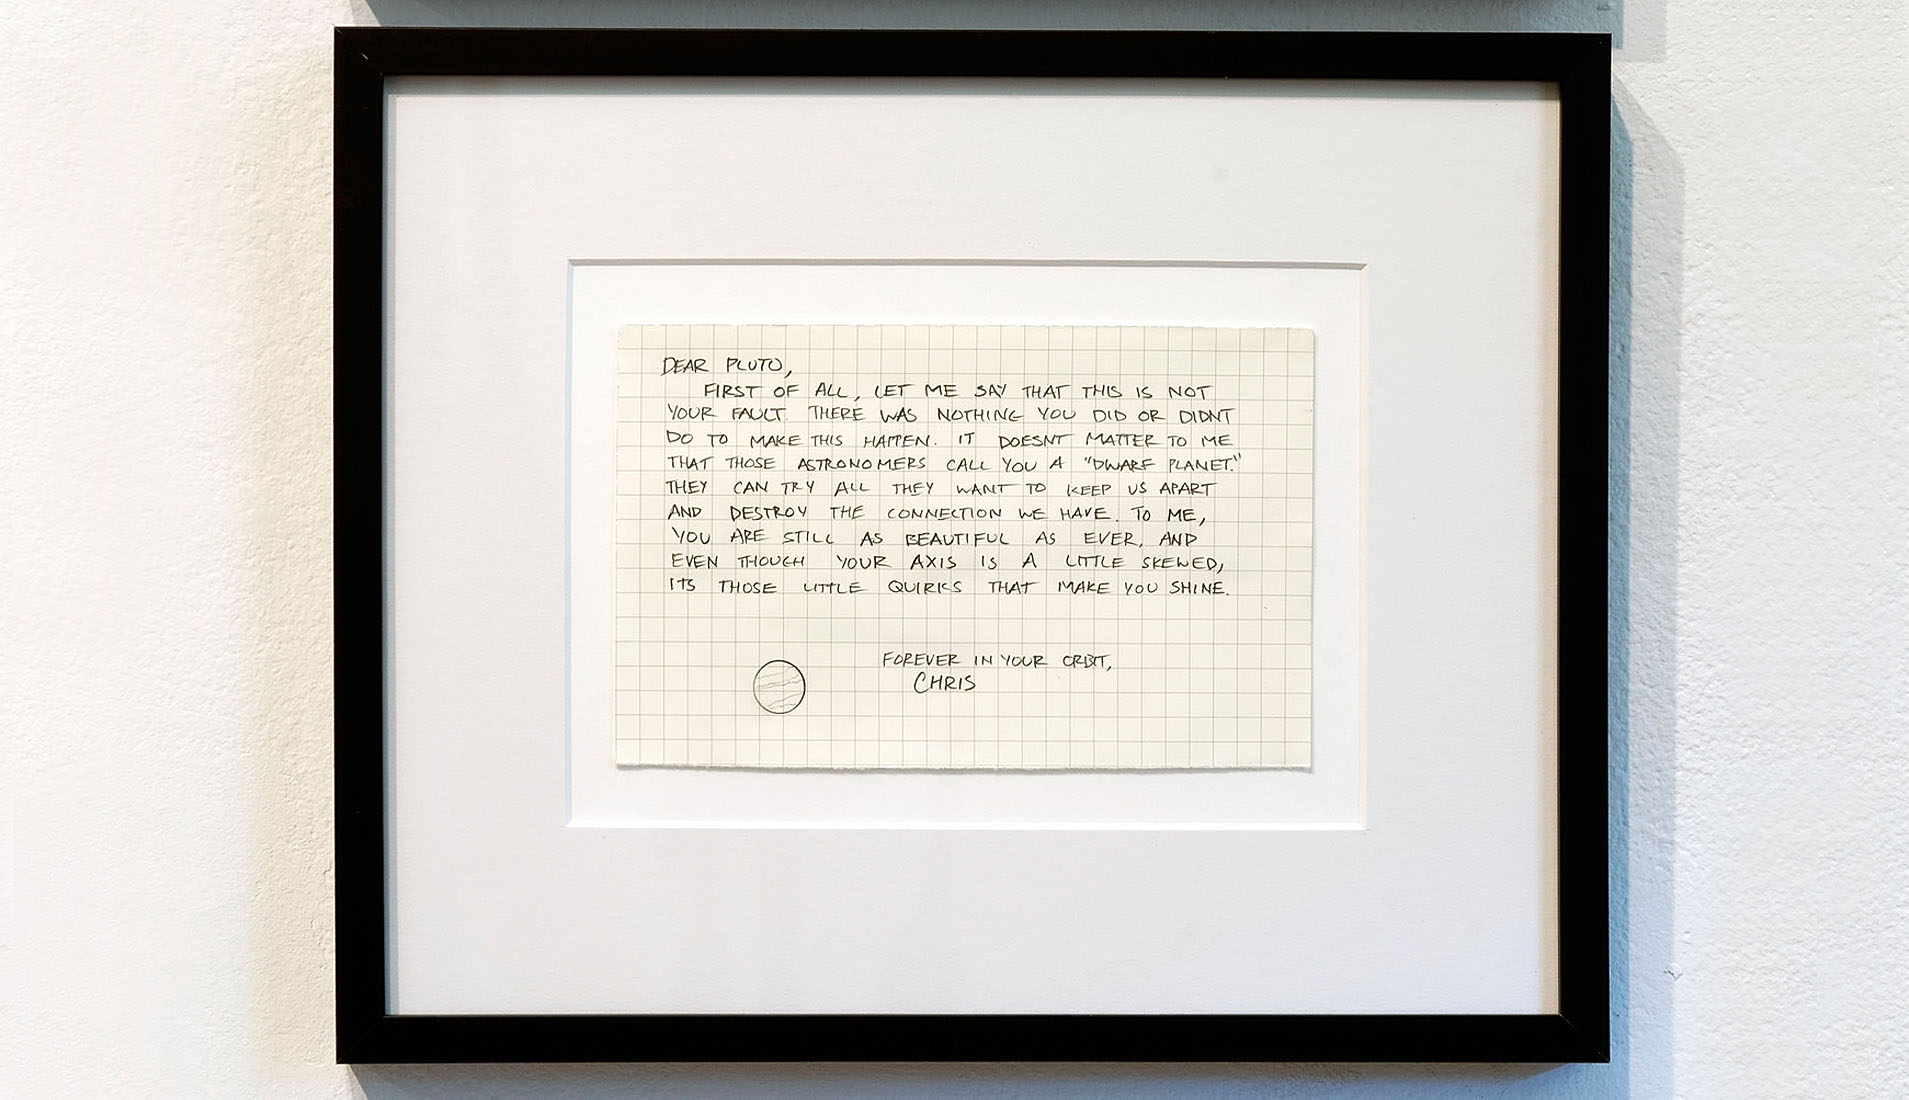 DEAR PLUTO,
FIRST OF ALL, LET ME SAY THAT THIS IS NOT
YOUR FAULT. THERE WAS NOTHING YOU DID OR DIDNT
DO TO MAKE THIS HAPPEN. IT DOESNT MATTER TO ME
THAT THOSE ASTRONOMERS CALL YOU A "DWARF PLANET."
THEY CAN TRY ALL THEY WANT TO KEEP US APART
AND DESTROY THE CONNECTION WE HAVE. TO ME,
YOU ARE STILL AS BEAUTIFUL AS EVER, AND
EVEN THOUGH YOUR AXIS IS A LITTLE SKEWED,
ITS THOSE LITTLE QUIRKS THAT MAKE YOU SHINE.
FOREVER IN YOUR ORBIT,
CHRIS